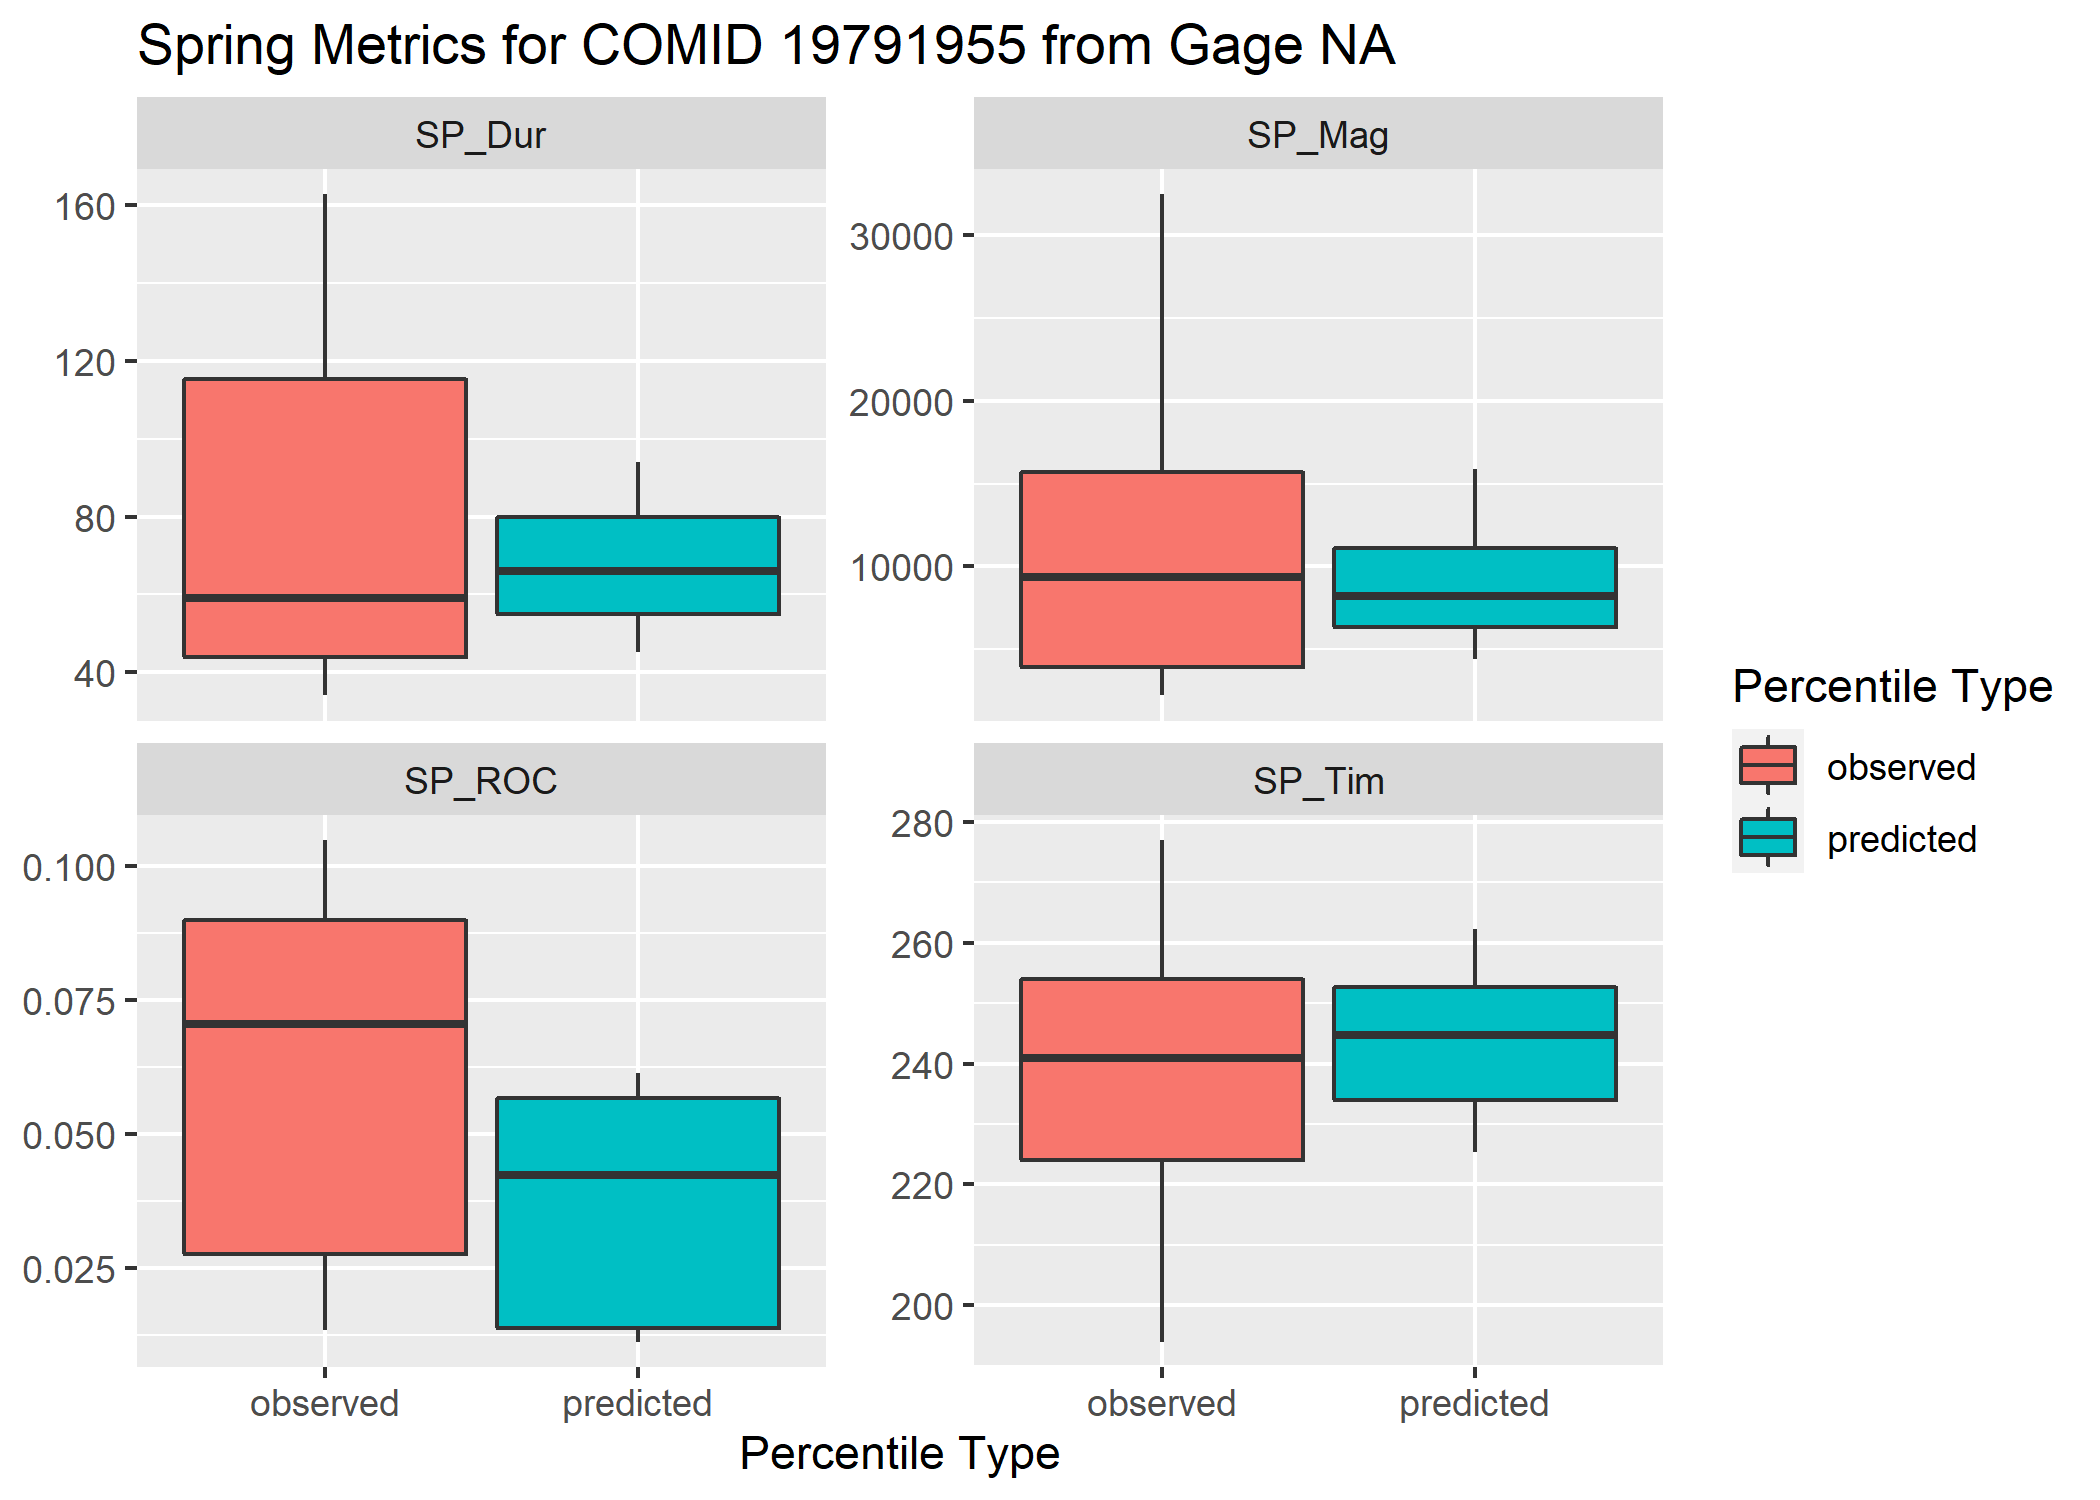 Spring Metrics for COMID 19791955 from Gage NA
SP_Dur
160
120
80
40
SP_Mag
30000
20000
10000
SP_ROC
0.100
0.075
0.050
0.025
observed
predicted
SP_Tim
280
260
240
220
200
observed
predicted
Percentile Type
Percentile Type
observed
predicted